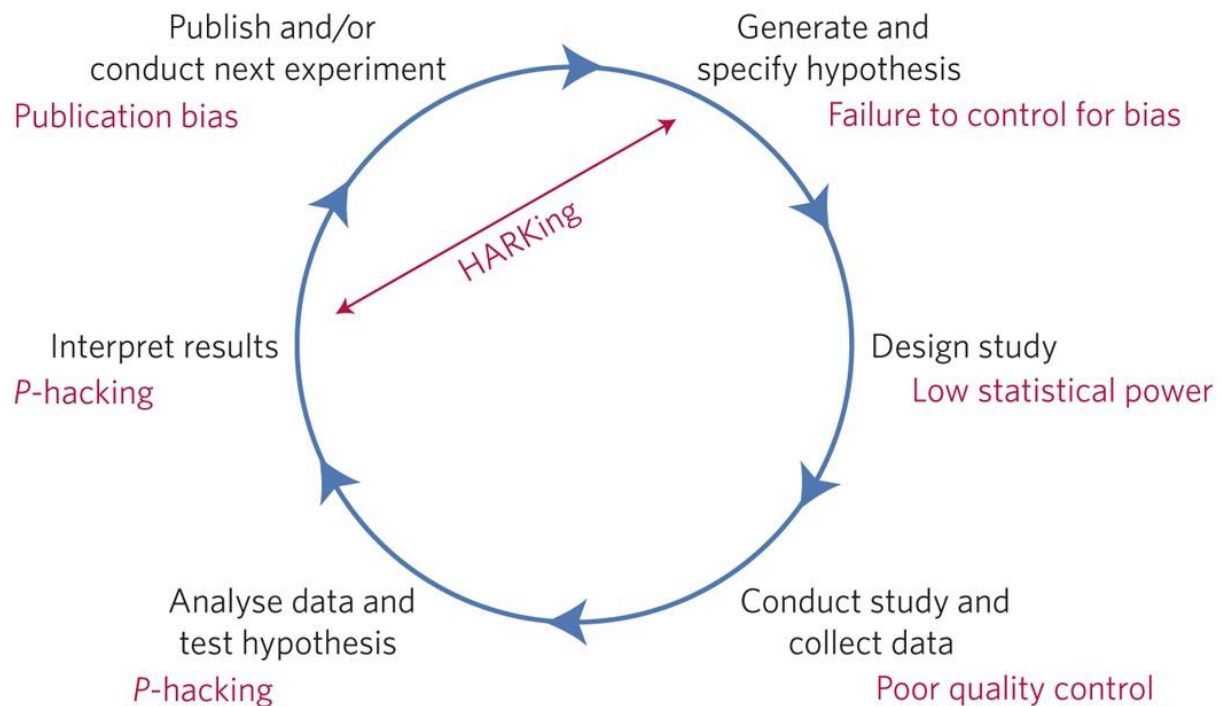 Publish and/or
conduct next experiment
Publication bias
Generate and
specify hypothesis
Failure to control for bias
HARKing
Interpret results
P-hacking
Design study
Low statistical power
Analyse data and
test hypothesis
P-hacking
Conduct study and
collect data
Poor quality control